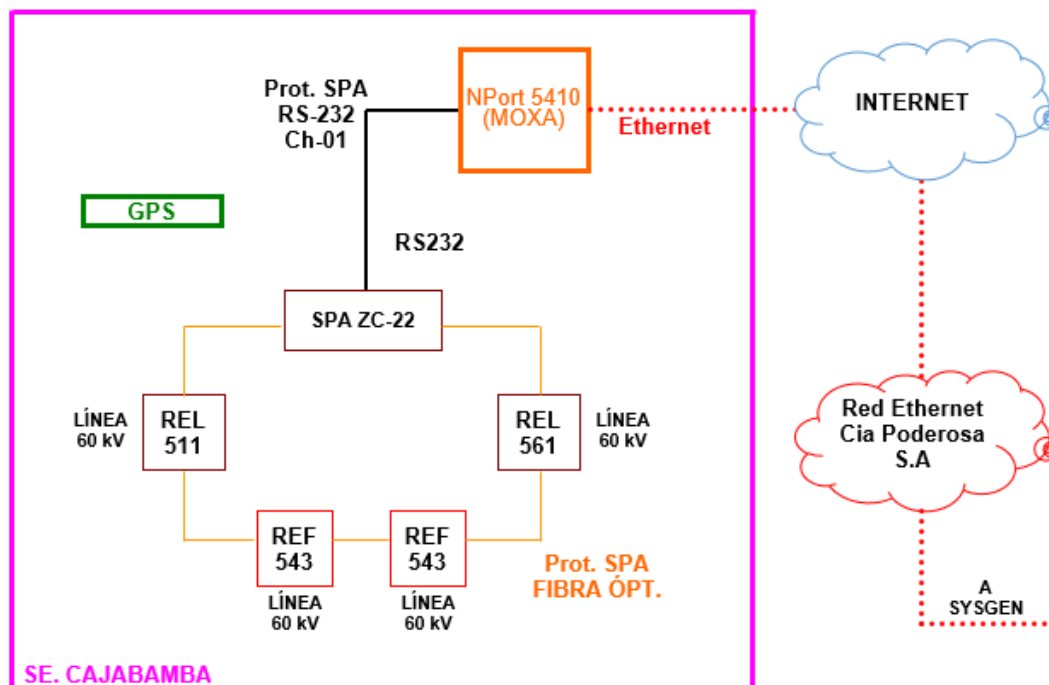 Prot. SPA
RS-232
Ch-01
NPort 5410
(MOXA)
Ethernet
INTERNET
GPS
RS232
SPA ZC-22
LÍNEA
60 kV
REL
511
REL
561
LÍNEA
60 kV
Red Ethernet
Cia Poderosa
S.A
REF
543
REF
543
LÍNEA
60 kV
LÍNEA
60 kV
Prot. SPA
FIBRA ÓPT.
A
SYSGEN
SE. CAJABAMBA